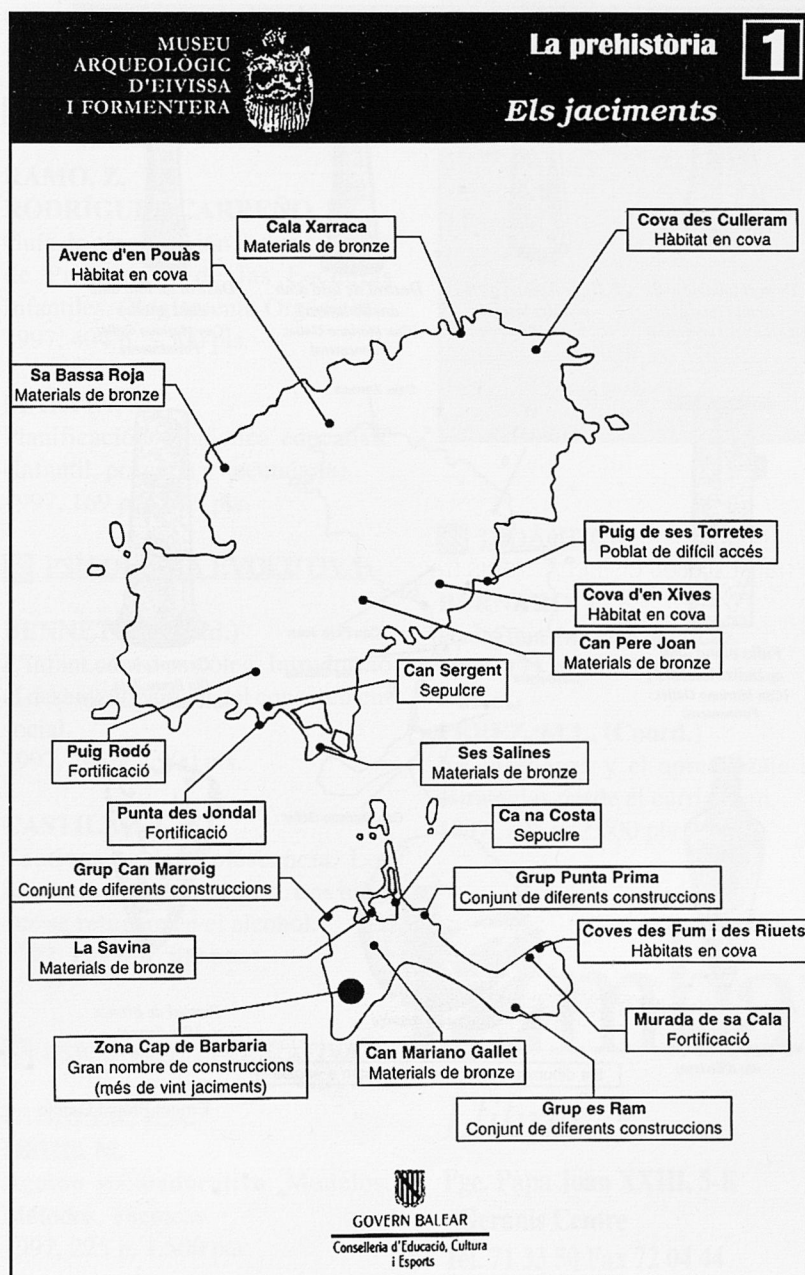 MUSEU
ARQUEOLÒGIC
D'EIVISSA
I FORMENTERA
La prehistòria
1
Els jaciments
Cala Xarraca
Materials de bronze
Cova des Culleram
Hàbitat en cova
Avenc d'en Pouàs
Hàbitat en cova
Sa Bassa Roja
Materials de bronze
Puig de ses Torretes
Poblat de difícil accés
Cova d'en Xives
Hàbitat en cova
Can Pere Joan
Materials de bronze
Can Sergent
Sepulcre
Puig Rodó
Fortificació
Ses Salines
Materials de bronze
Punta des Jondal
Fortificació
Ca na Costa
Sepuclre
Grup Can Marroig
Conjunt de diferents construccions
Grup Punta Prima
Conjunt de diferents construccions
La Savina
Materials de bronze
Coves des Fum i des Riuets
Hàbitats en cova
Murada de sa Cala
Fortificació
Zona Cap de Barbaria
Gran nombre de construccions
(més de vint jaciments)
Can Mariano Gallet
Materials de bronze
Grup es Ram
Conjunt de diferents construccions
GOVERN BALEAR
Conselleria d'Educació, Cultura
i Esports